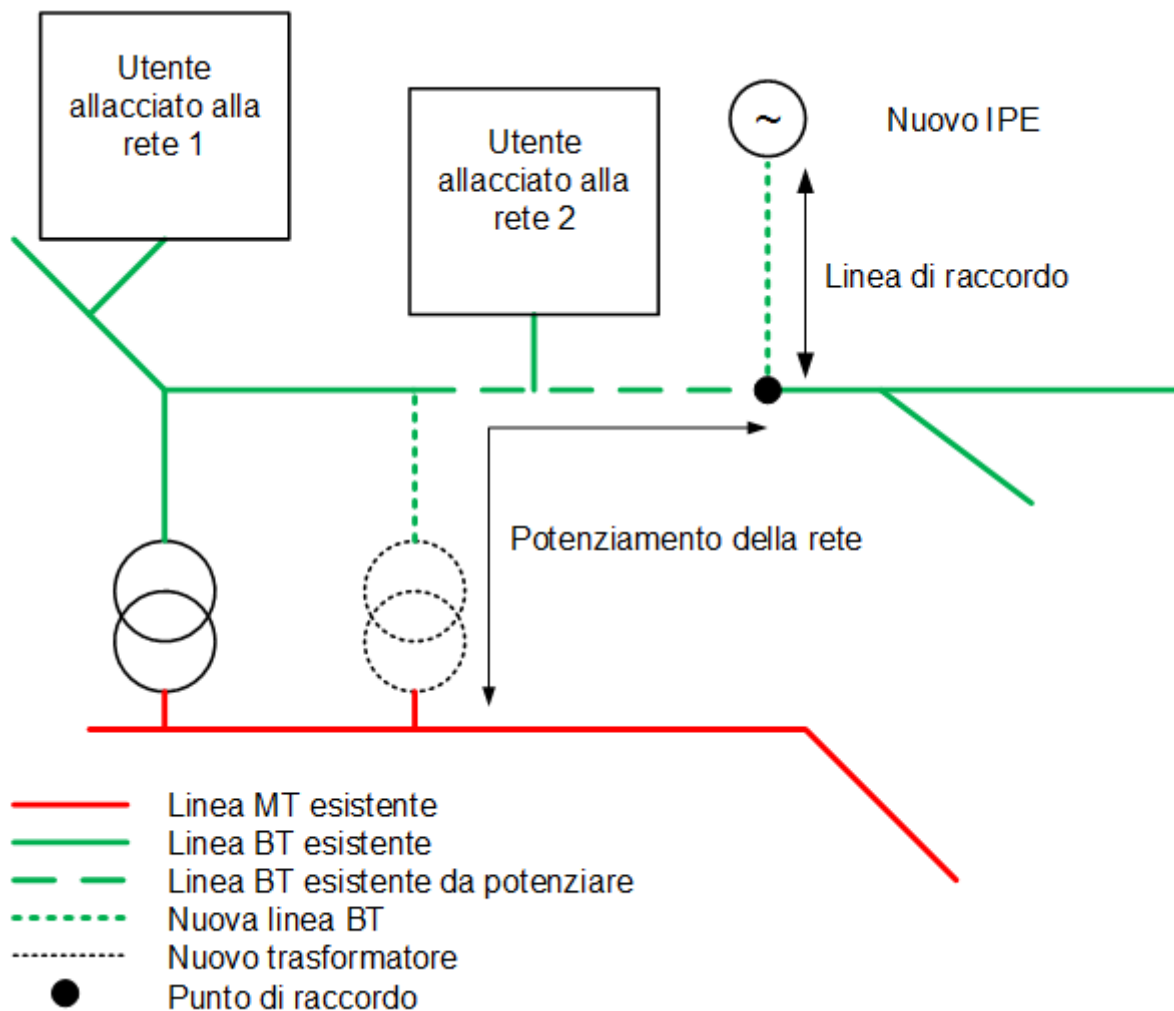 Utente
allacciato alla
rete 1
Utente
allacciato alla
rete 2
~
Nuovo IPE
Linea di raccordo
Potenziamento della rete
Linea MT esistente
Linea BT esistente
Linea BT esistente da potenziare
Nuova linea BT
Nuovo trasformatore
Punto di raccordo